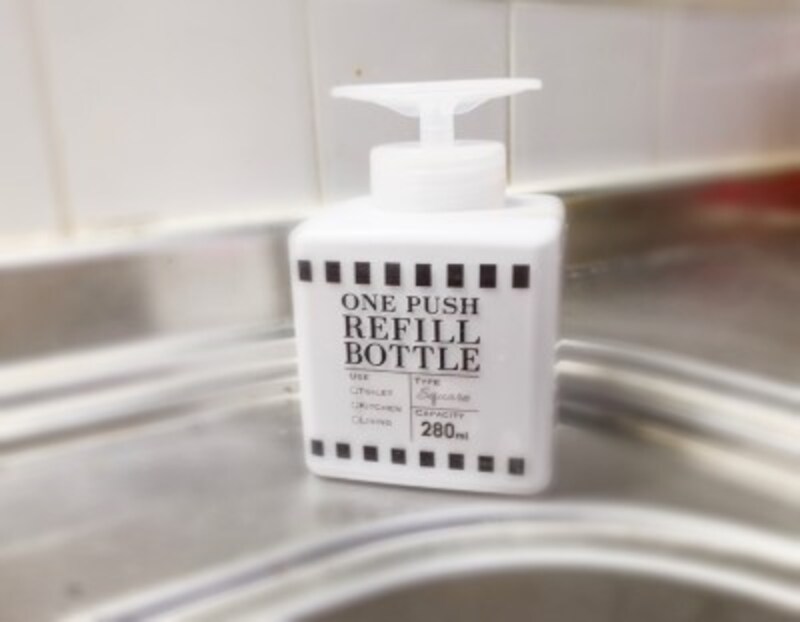 ONE PUSH
REFILL
BOTTLE
USE
□TOILET
□KITCHEN
□LIVING
TYPE
Square
CAPACITY
280ml